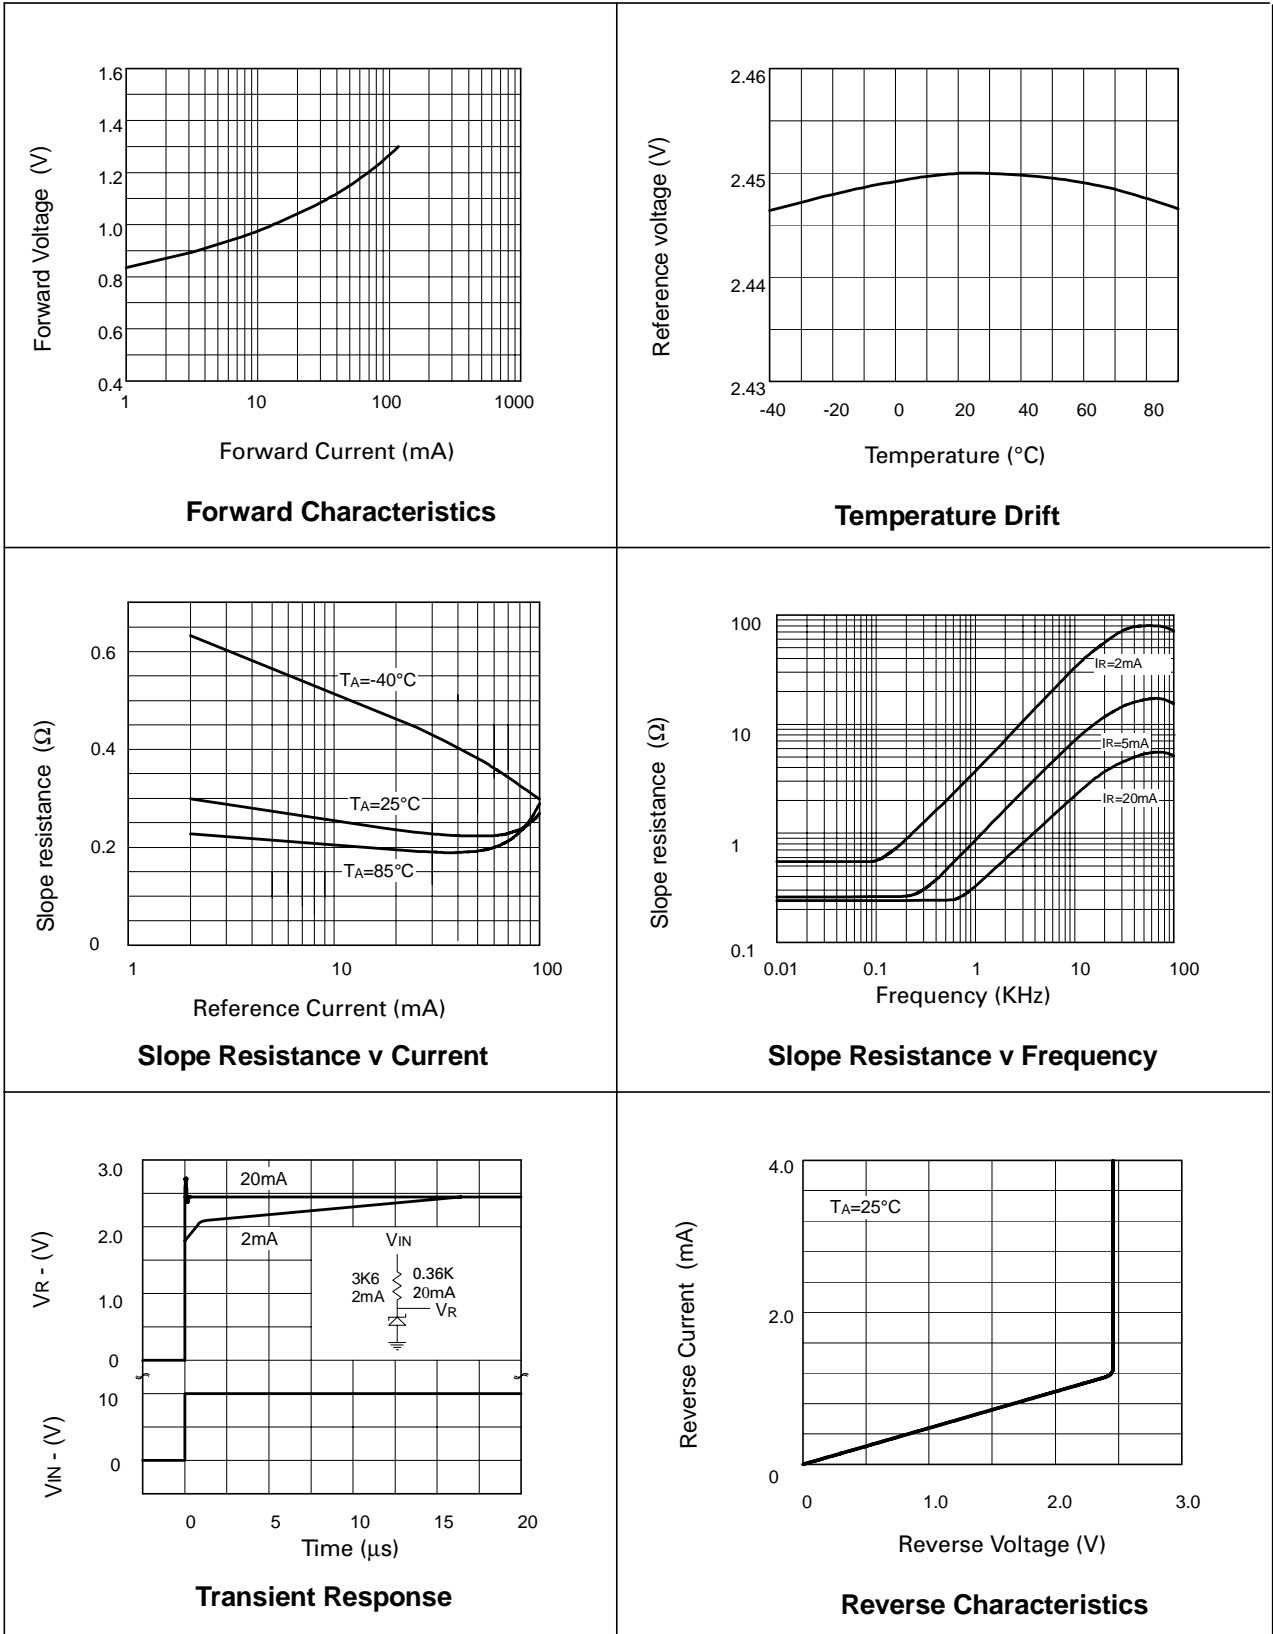 1.6
1.4
1.2
1.0
0.8
0.6
0.4
1 10 100 1000
Forward Voltage (V)
Forward Current (mA)
Forward Characteristics
2.46
2.45
2.44
2.43
-40 -20 0 20 40 60 80
Reference voltage (V)
Temperature (°C)
Temperature Drift
0.6
0.4
0.2
0
1 10 100
TA=-40°C
TA=25°C
TA=85°C
Slope resistance (Ω)
Reference Current (mA)
Slope Resistance v Current
100
10
1
0.1
0.01 0.1 1 10 100
IR=2mA
IR=5mA
IR=20mA
Slope resistance (Ω)
Frequency (KHz)
Slope Resistance v Frequency
3.0
2.0
1.0
0
10
0
0 5 10 15 20
20mA
2mA
VIN
3K6 0.36K
2mA 20mA
VR
VR - (V)
VIN - (V)
Time (µs)
Transient Response
4.0
2.0
0
0 1.0 2.0 3.0
TA=25°C
Reverse Current (mA)
Reverse Voltage (V)
Reverse Characteristics